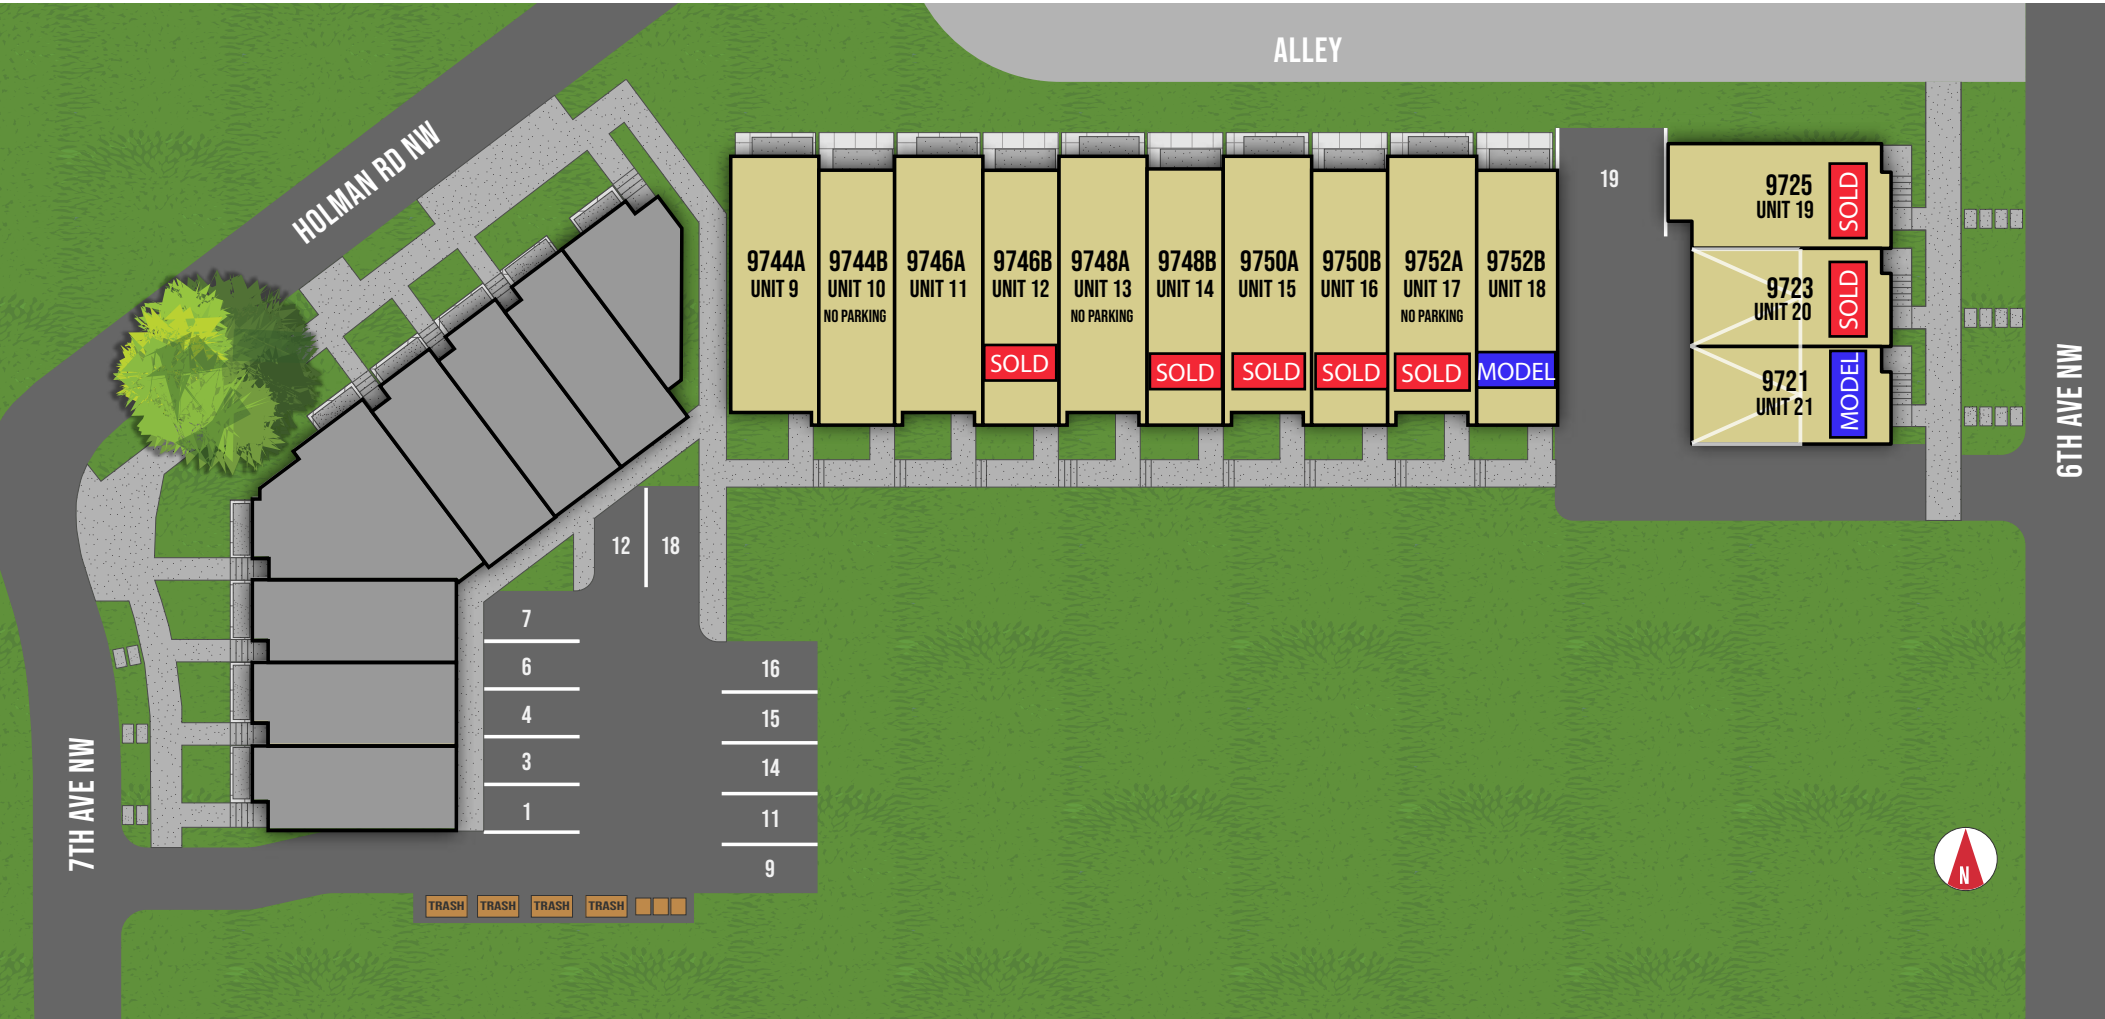 ALLEY
HOLMAN RD NW
7TH AVE NW
6TH AVE NW
9744A
UNIT 9
9744B
UNIT 10
NO PARKING
9746A
UNIT 11
9746B
UNIT 12
SOLD
9748A
UNIT 13
NO PARKING
9748B
UNIT 14
SOLD
9750A
UNIT 15
SOLD
9750B
UNIT 16
SOLD
9752A
UNIT 17
NO PARKING
SOLD
9752B
UNIT 18
MODEL
19
9725
UNIT 19
SOLD
9723
UNIT 20
SOLD
9721
UNIT 21
MODEL
12
18
7
6
4
3
1
16
15
14
11
9
TRASH
TRASH
TRASH
TRASH
N